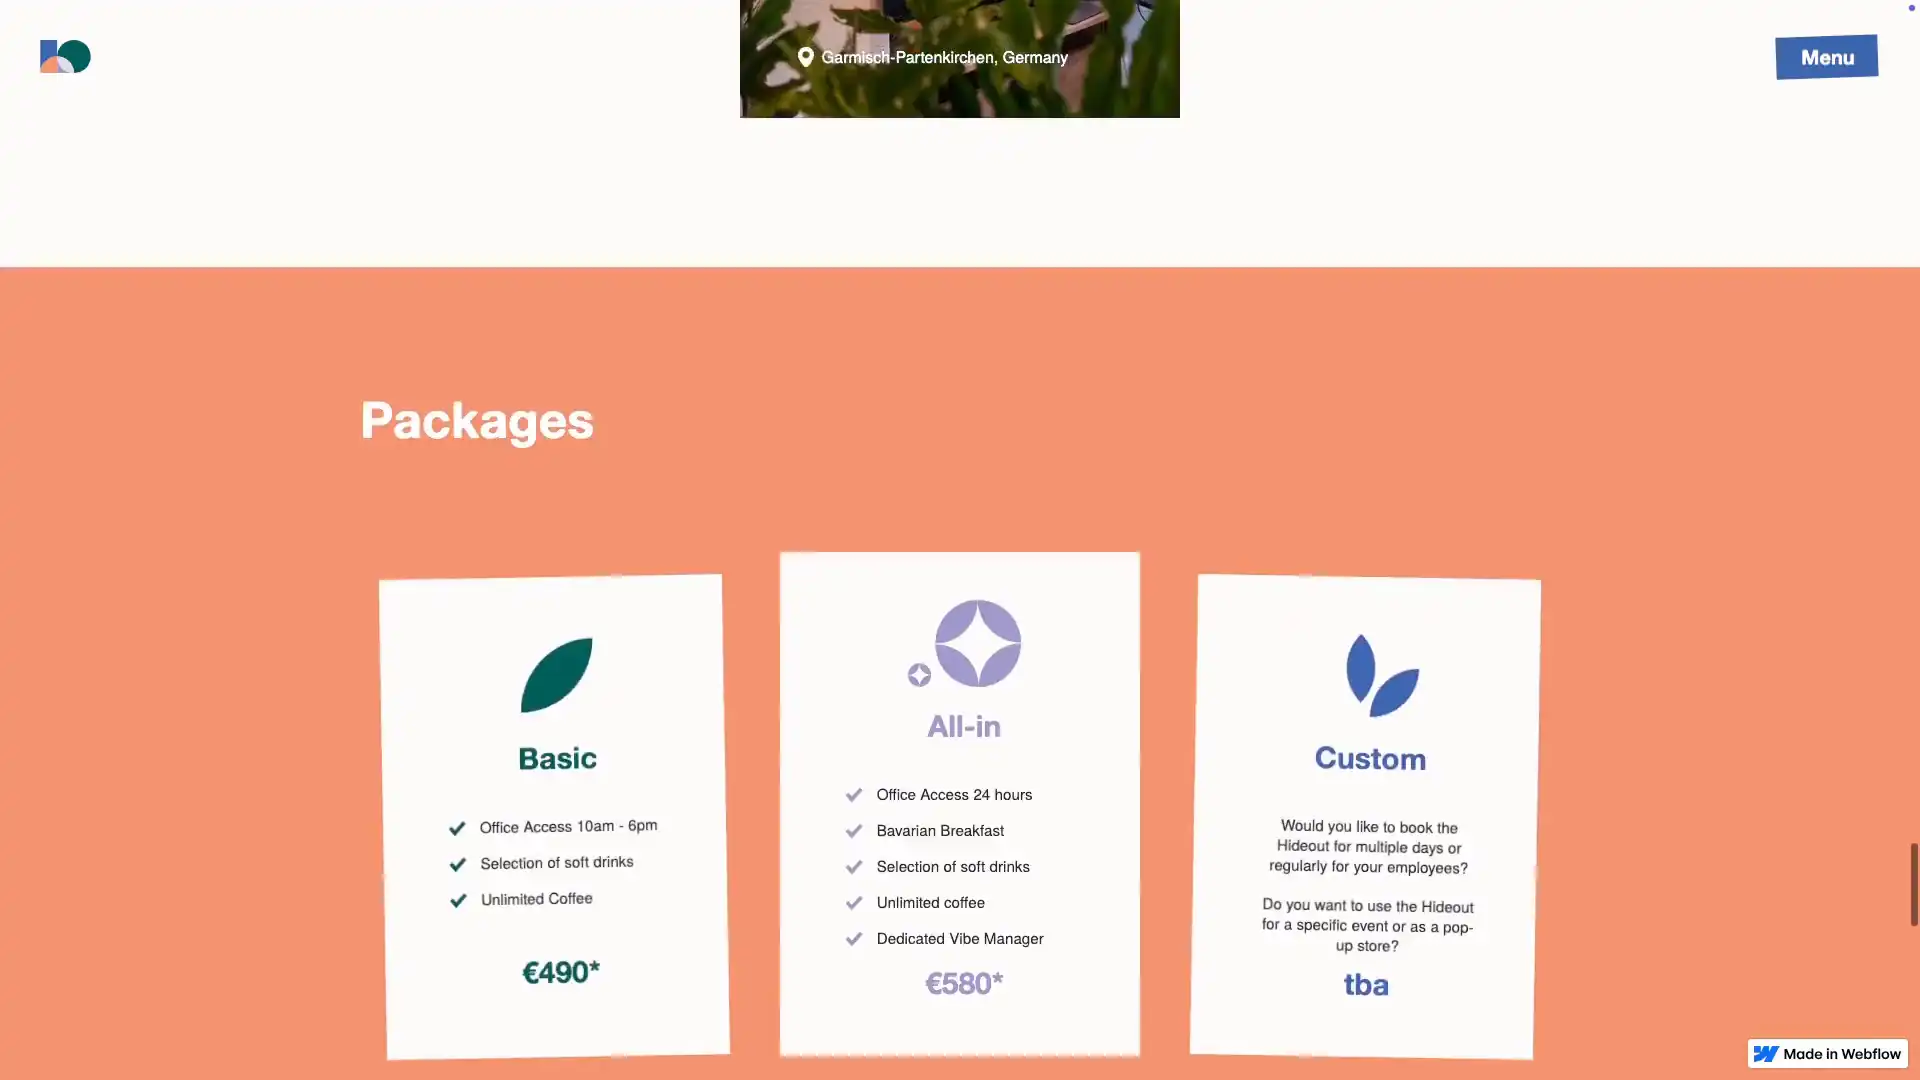 Garmisch-Partenkirchen, Germany
Menu
Packages
Basic
Office Access 10am - 6pm
Selection of soft drinks
Unlimited Coffee
€490*
All-in
Office Access 24 hours
Bavarian Breakfast
Selection of soft drinks
Unlimited coffee
Dedicated Vibe Manager
€580*
Custom
Would you like to book the
Hideout for multiple days or
regularly for your employees?
Do you want to use the Hideout
for a specific event or as a pop-
up store?
tba
Made in Webflow